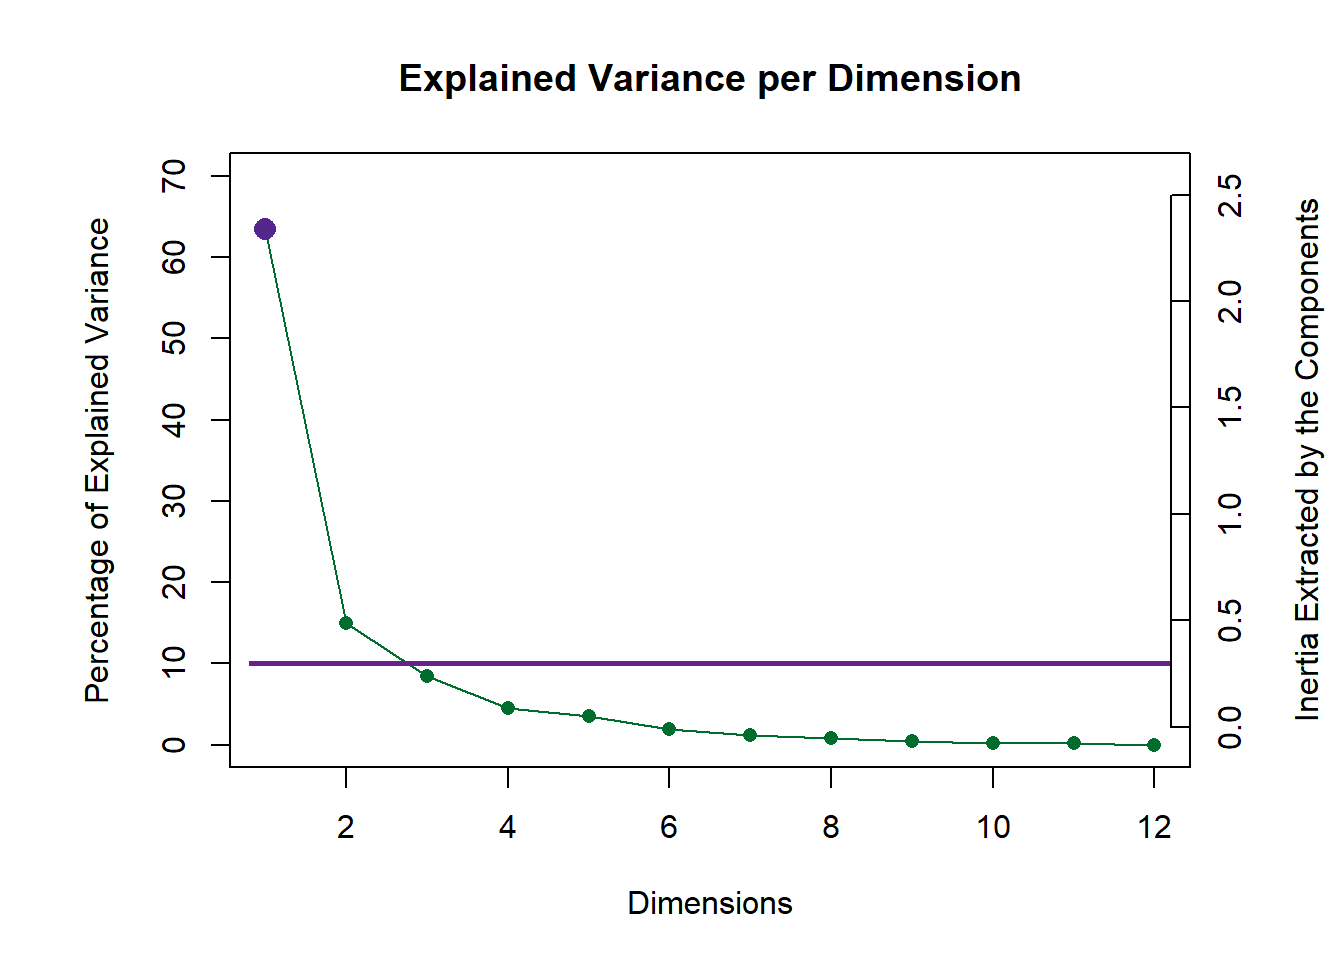 Explained Variance per Dimension
Percentage of Explained Variance
70
60
50
40
30
20
10
0
2.5
2.0
1.5
1.0
0.5
0.0
Inertia Extracted by the Components
2 4 6 8 10 12
Dimensions